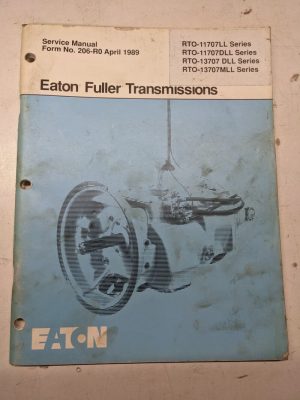 Service Manual
Form No. 206-R0 April 1989
RTO-11707LL Series
RTO-11707DLL Series
RTO-13707 DLL Series
RTO-13707MLL Series
Eaton Fuller Transmissions
EATON